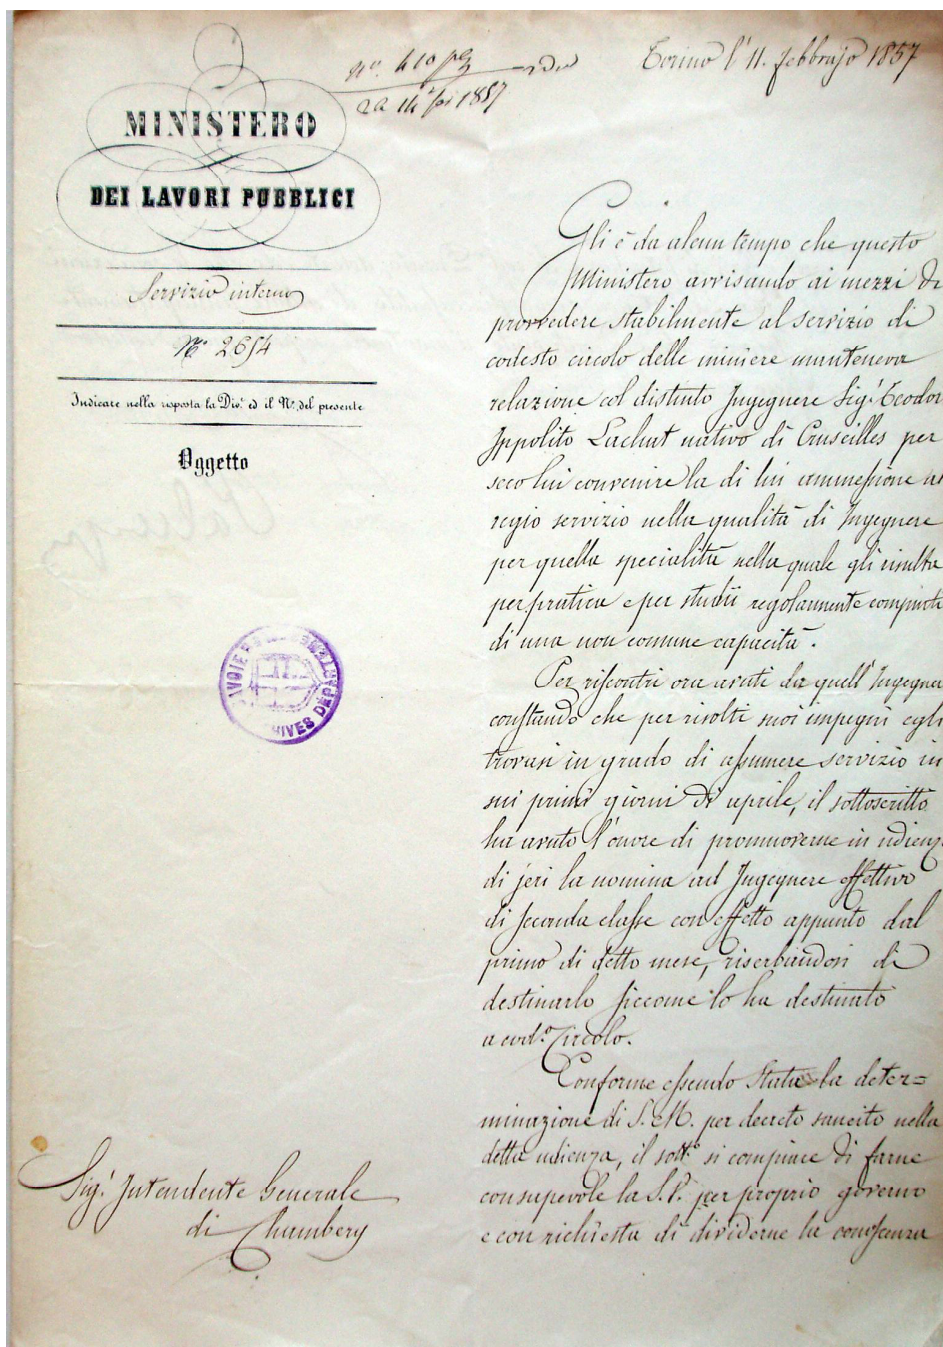 Torino l' 11. febbrajo 1857
N°. 410
2a 1857
MINISTERO
DEI LAVORI PUBBLICI
Servizio interno
N° 2654
Indicare nella risposta la Div.e ed il N°. del presente
Oggetto
Gli è da alcun tempo che questo
Ministero avvisando ai mezzi di
provvedere stabilmente al servizio di
codesto circolo delle miniere manteneva
relazione col distinto Ingegnere Sig.r Teodor
Ippolito Lachat nativo di Cruseilles per
seco lui convenire la di lui ammessione al
regio servizio nella qualità di Ingegnere
per quella specialità nella quale gli risulta
per pratica e per studii regolarmente compiuti
di una non comune capacità.
Per riscontri ora avuti da quell' Ingegnere
constando che per risolti suoi impegni egli
trovasi in grado di assumere servizio in
sui primi giorni di aprile, il sottoscritto
ha avuto l'onore di promuoverne in udienza
di jeri la nomina ad Ingegnere effettivo
di seconda classe con effetto appunto dal
primo di detto mese, riserbandosi di
destinarlo siccome lo ha destinato
a cod.o Circolo.
Conforme essendo stata la deter=
minazione di S. M. per decreto sancito nella
detta udienza, il sott.o si compiace di farne
consapevole la S. V. per proprio governo
e con richiesta di dividerne la conoscenza
Sig.r Intendente Generale
di Chambery
AVOIE
HIVES DÉPARTEME